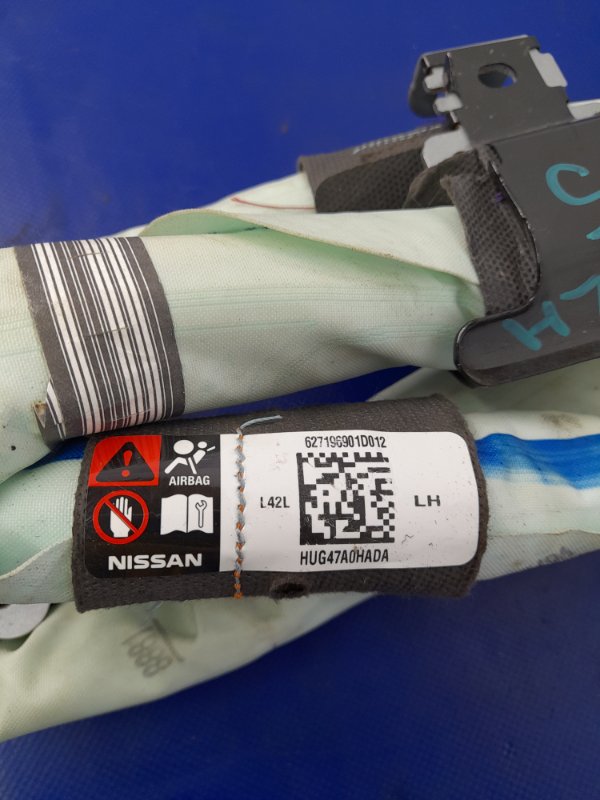 AIRBAG
NISSAN
627196901D012
L42L
LH
HUG47A0HADA